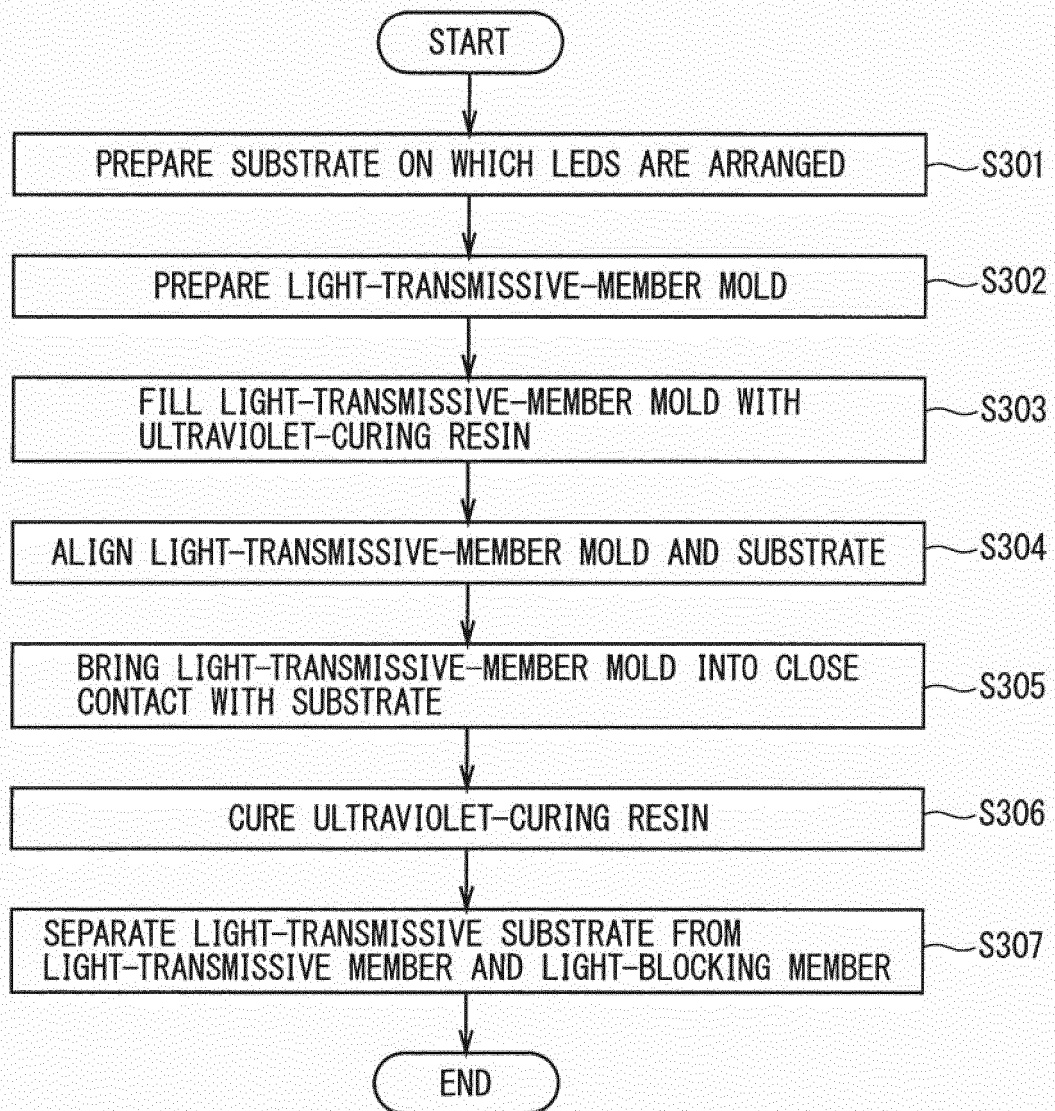 START
PREPARE SUBSTRATE ON WHICH LEDS ARE ARRANGED
S301
PREPARE LIGHT-TRANSMISSIVE-MEMBER MOLD
S302
FILL LIGHT-TRANSMISSIVE-MEMBER MOLD WITH
ULTRAVIOLET-CURING RESIN
S303
ALIGN LIGHT-TRANSMISSIVE-MEMBER MOLD AND SUBSTRATE
S304
BRING LIGHT-TRANSMISSIVE-MEMBER MOLD INTO CLOSE
CONTACT WITH SUBSTRATE
S305
CURE ULTRAVIOLET-CURING RESIN
S306
SEPARATE LIGHT-TRANSMISSIVE SUBSTRATE FROM
LIGHT-TRANSMISSIVE MEMBER AND LIGHT-BLOCKING MEMBER
S307
END